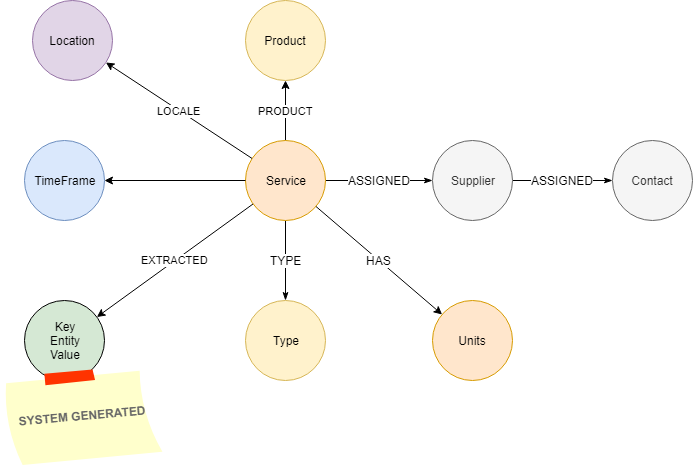 Location
Product
LOCALE
PRODUCT
TimeFrame
Service
ASSIGNED
Supplier
ASSIGNED
Contact
EXTRACTED
TYPE
HAS
Key
Entity
Value
Type
Units
SYSTEM GENERATED